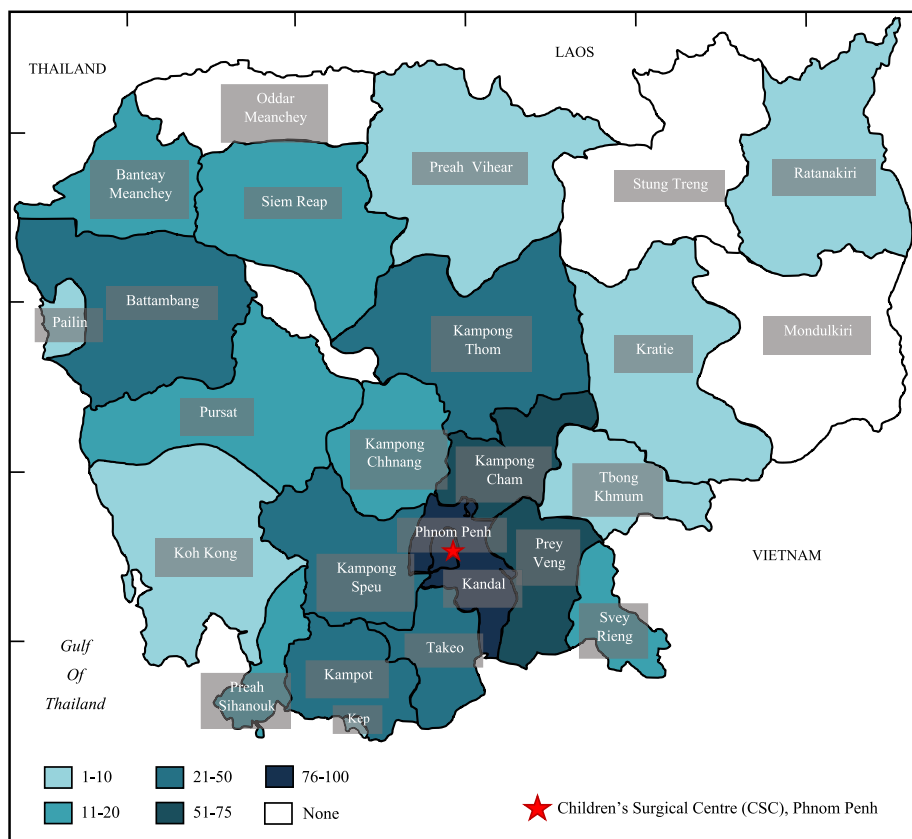 LAOS
THAILAND
Oddar
Meanchey
Preah Vihear
Banteay
Meanchey
Siem Reap
Stung Treng
Ratanakiri
Battambang
Pailin
Kampong
Thom
Kratie
Mondulkiri
Pursat
Kampong
Chhnang
Kampong
Cham
Tbong
Khmum
Phnom Penh
Koh Kong
Prey
Veng
VIETNAM
Kampong
Speu
Kandal
Svey
Rieng
Gulf
Of
Thailand
Takeo
Kampot
Preah
Sihanouk
Kep
1-10
21-50
76-100
11-20
51-75
None
Children's Surgical Centre (CSC), Phnom Penh